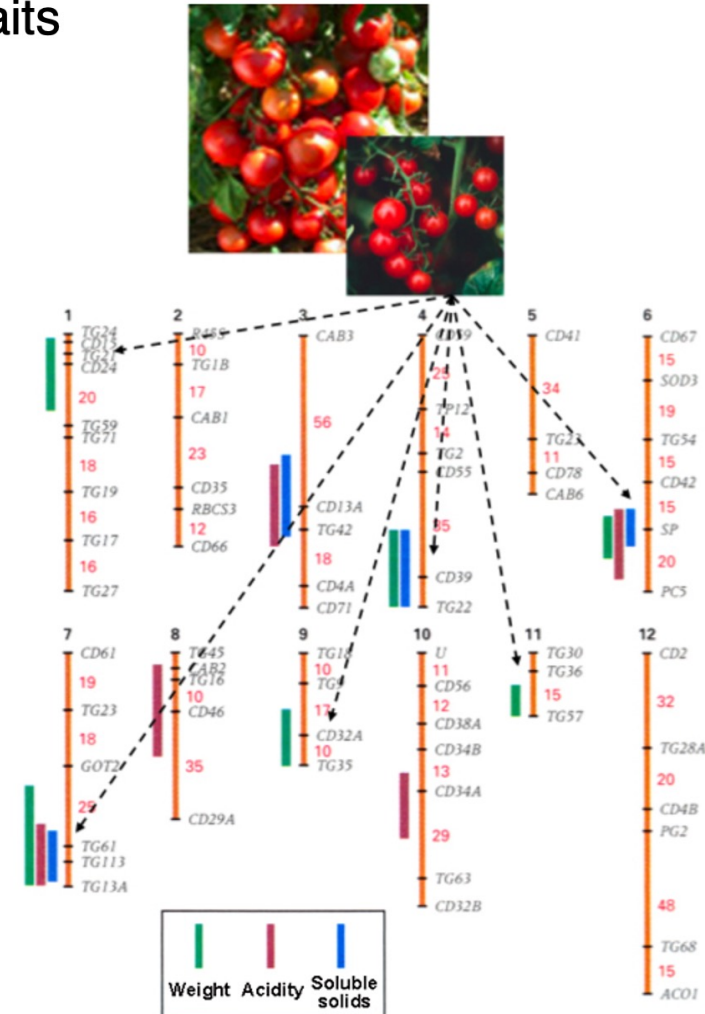 aits
1
TG24
CD15
TG21
CD24
20
TG59
TG71
18
TG19
16
TG17
16
TG27
2
R45S
10
TG1B
17
CAB1
23
CD35
RBCS3
12
CD66
3
CAB3
56
CD13A
TG42
18
CD4A
CD71
4
CD59
25
TP12
14
TG2
CD55
35
CD39
TG22
5
CD41
34
TG23
11
CD78
CAB6
6
CD67
15
SOD3
19
TG54
15
CD42
15
SP
20
PC5
7
CD61
19
TG23
18
GOT2
25
TG61
TG113
TG13A
8
TG45
CAB2
TG16
10
CD46
35
CD29A
9
TG18
10
TG9
17
CD32A
10
TG35
10
U
11
CD56
12
CD38A
CD34B
13
CD34A
29
TG63
CD32B
11
TG30
TG36
15
TG57
12
CD2
32
TG28A
20
CD4B
PG2
48
TG68
15
ACO1
Weight Acidity Soluble
solids